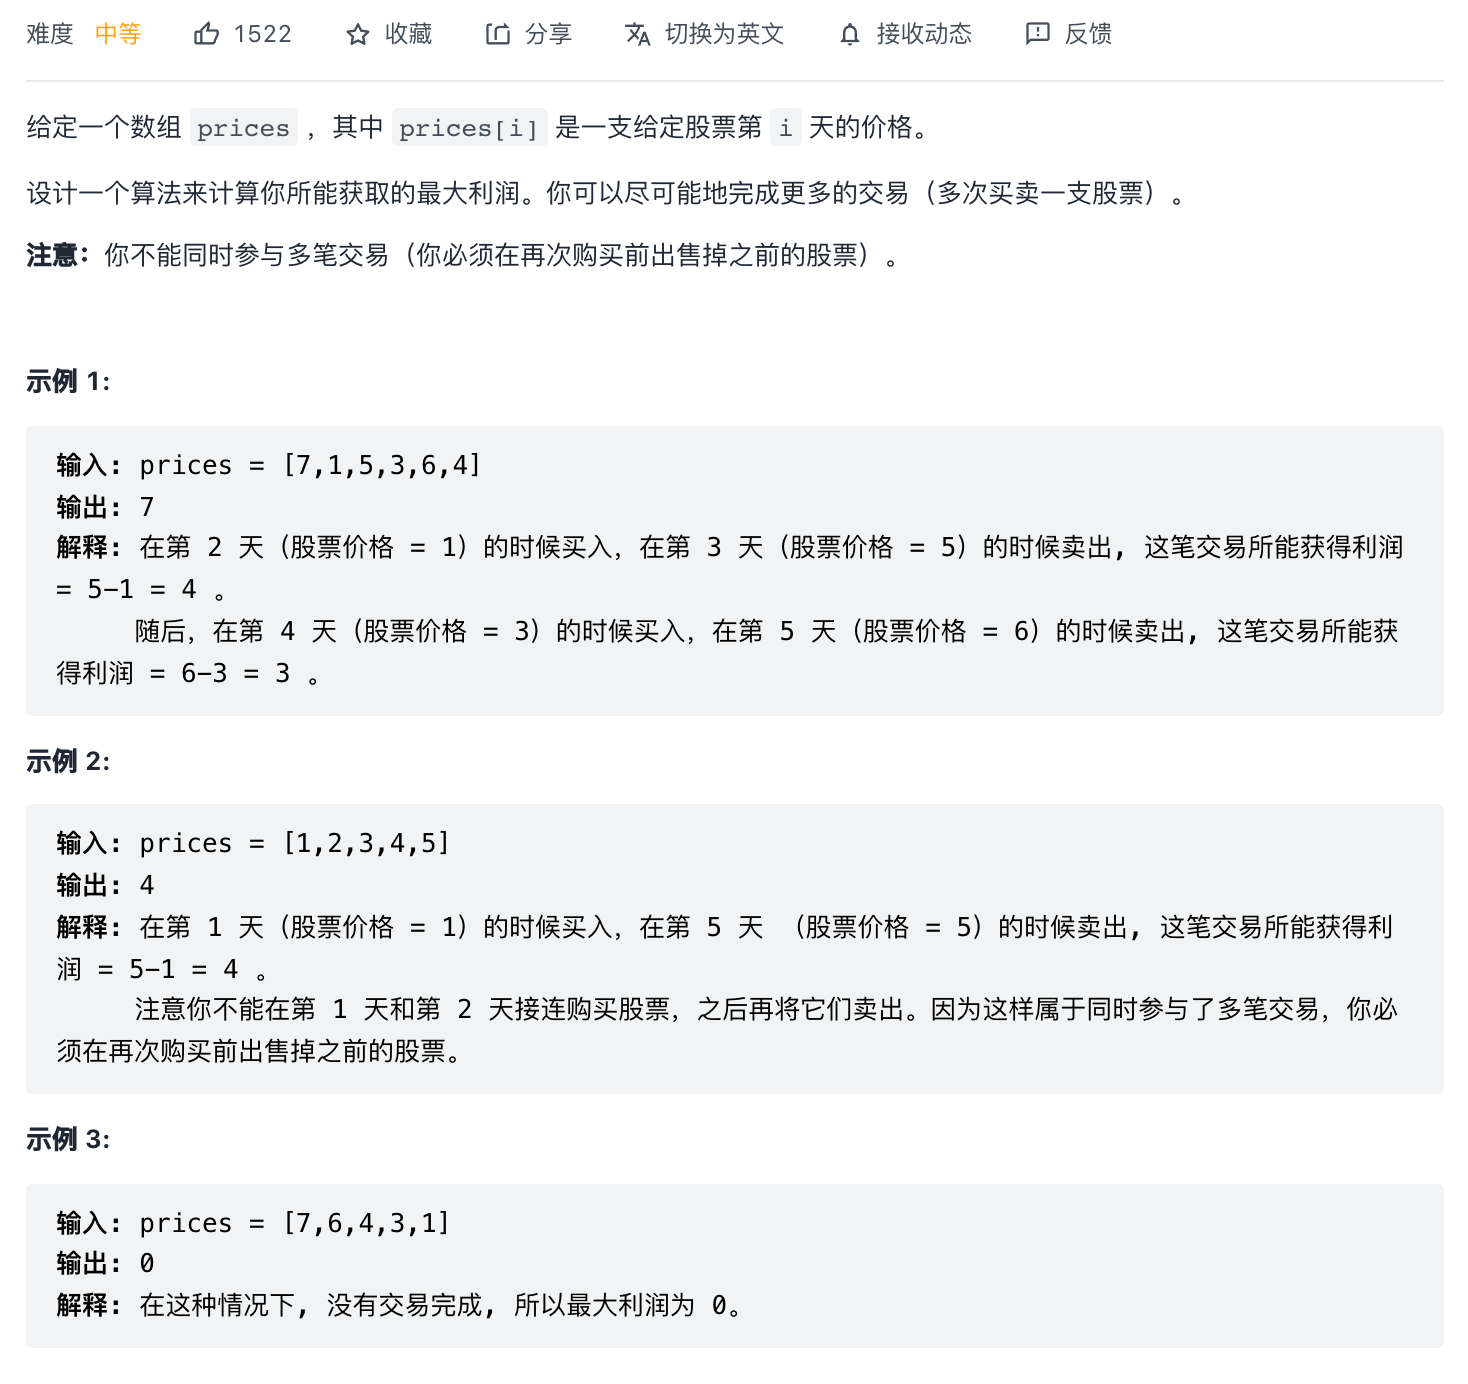 难度 中等 1522 收藏 分享 切换为英文 接收动态 反馈
给定一个数组 prices ，其中 prices[i] 是一支给定股票第 i 天的价格。
设计一个算法来计算你所能获取的最大利润。你可以尽可能地完成更多的交易（多次买卖一支股票）。
注意：你不能同时参与多笔交易（你必须在再次购买前出售掉之前的股票）。
示例 1:
输入: prices = [7,1,5,3,6,4]
输出: 7
解释: 在第 2 天（股票价格 = 1）的时候买入，在第 3 天（股票价格 = 5）的时候卖出, 这笔交易所能获得利润
= 5-1 = 4 。
随后，在第 4 天（股票价格 = 3）的时候买入，在第 5 天（股票价格 = 6）的时候卖出, 这笔交易所能获
得利润 = 6-3 = 3 。
示例 2:
输入: prices = [1,2,3,4,5]
输出: 4
解释: 在第 1 天（股票价格 = 1）的时候买入，在第 5 天 （股票价格 = 5）的时候卖出, 这笔交易所能获得利
润 = 5-1 = 4 。
注意你不能在第 1 天和第 2 天接连购买股票，之后再将它们卖出。因为这样属于同时参与了多笔交易，你必
须在再次购买前出售掉之前的股票。
示例 3:
输入: prices = [7,6,4,3,1]
输出: 0
解释: 在这种情况下, 没有交易完成, 所以最大利润为 0。